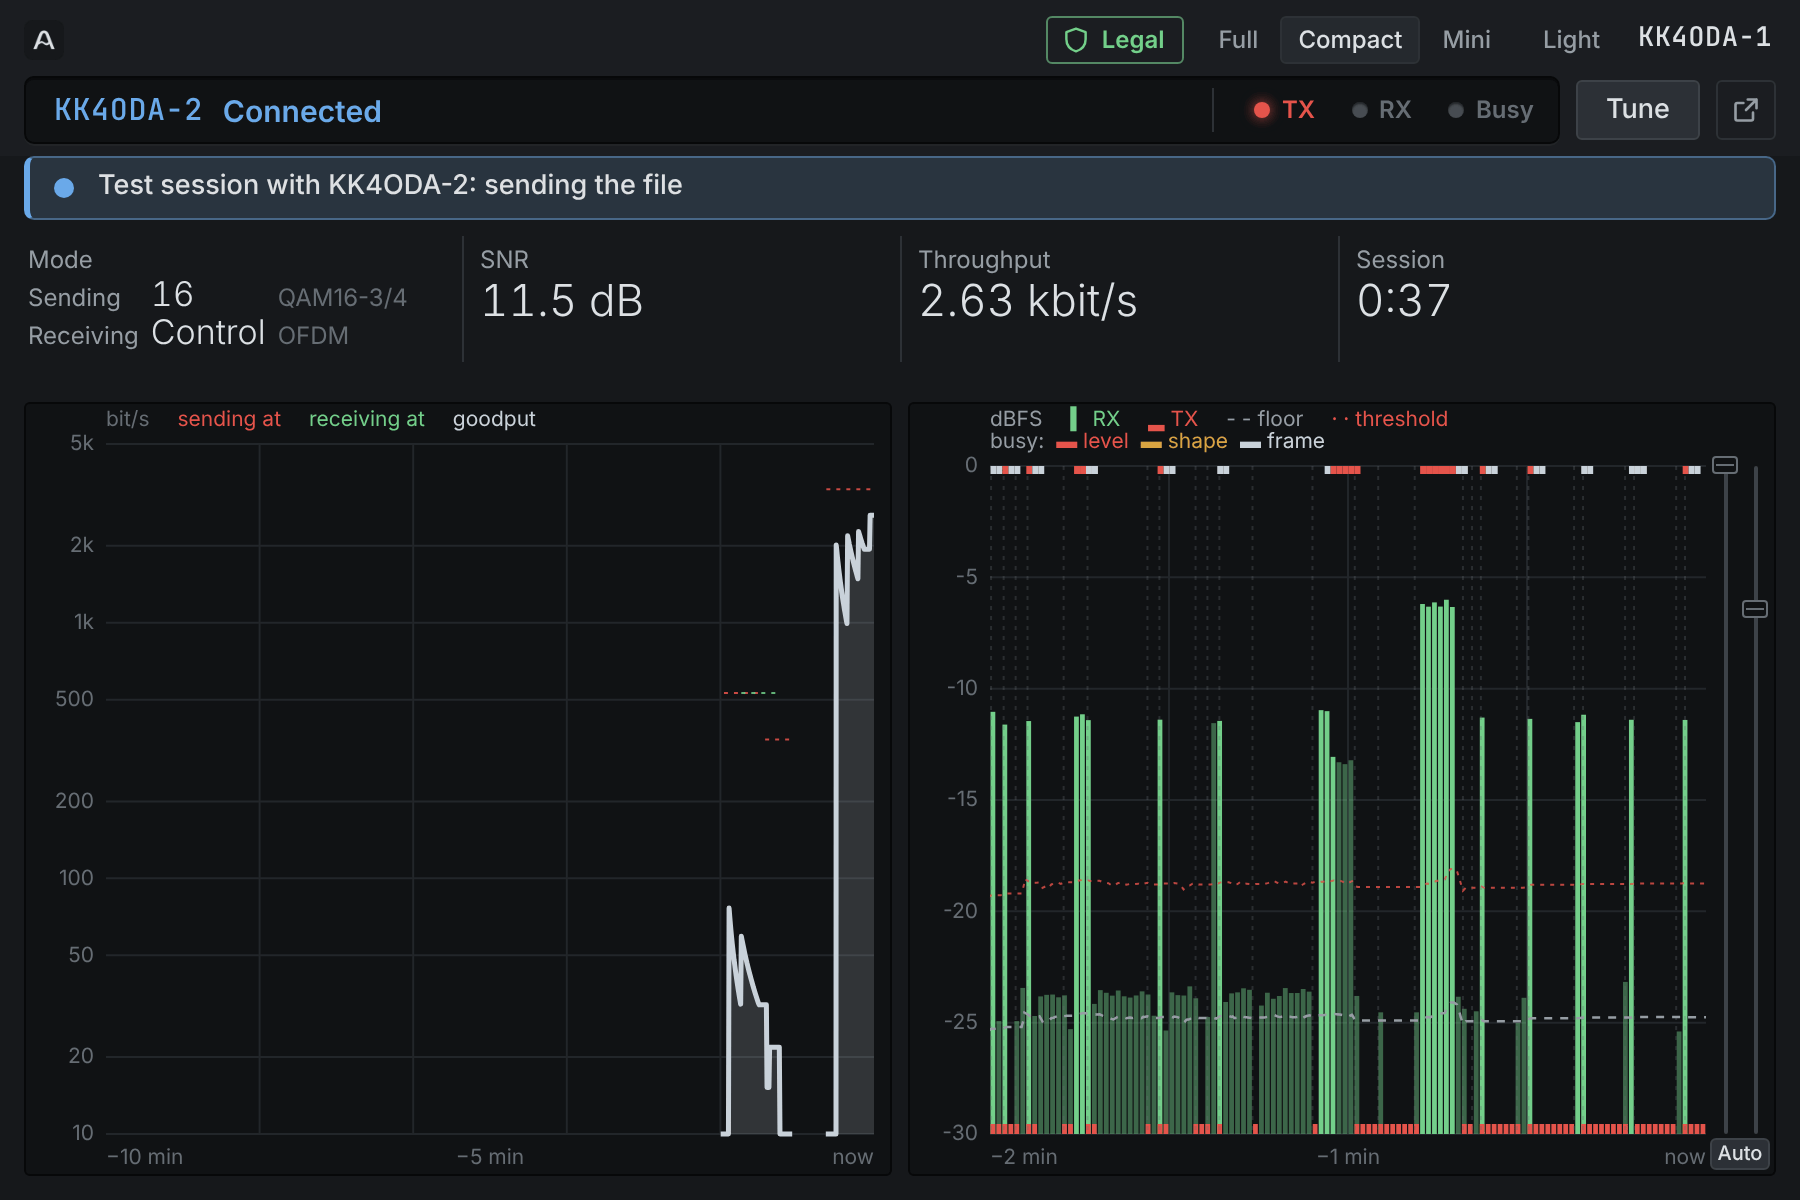 Legal Full Compact Mini Light KK4ODA-1
KK4ODA-2 Connected TX RX Busy Tune
Test session with KK4ODA-2: sending the file
Mode
Sending 16 QAM16-3/4
Receiving Control OFDM
SNR
11.5 dB
Throughput
2.63 kbit/s
Session
0:37
bit/s sending at receiving at goodput
5k
2k
1k
500
200
100
50
20
10
−10 min −5 min now
dBFS RX TX floor threshold
busy: level shape frame
0
-5
-10
-15
-20
-25
-30
−2 min −1 min now
Auto